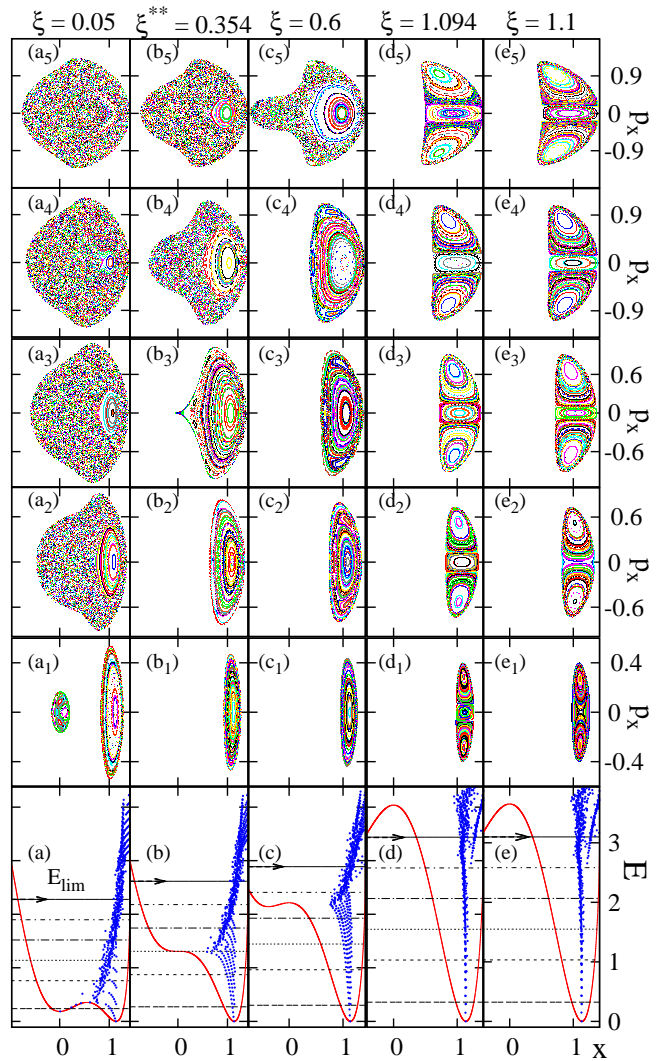 ξ = 0.05 ξ** = 0.354 ξ = 0.6 ξ = 1.094 ξ = 1.1
(a5) (b5) (c5) (d5) (e5)
0.9
0
-0.9
px
(a4) (b4) (c4) (d4) (e4)
0.9
0
-0.9
px
(a3) (b3) (c3) (d3) (e3)
0.6
0
-0.6
px
(a2) (b2) (c2) (d2) (e2)
0.6
0
-0.6
px
(a1) (b1) (c1) (d1) (e1)
0.4
0
-0.4
px
(a) (b) (c) (d) (e)
Elim
3
2
1
0
E
0 1 0 1 0 1 0 1 0 1 x